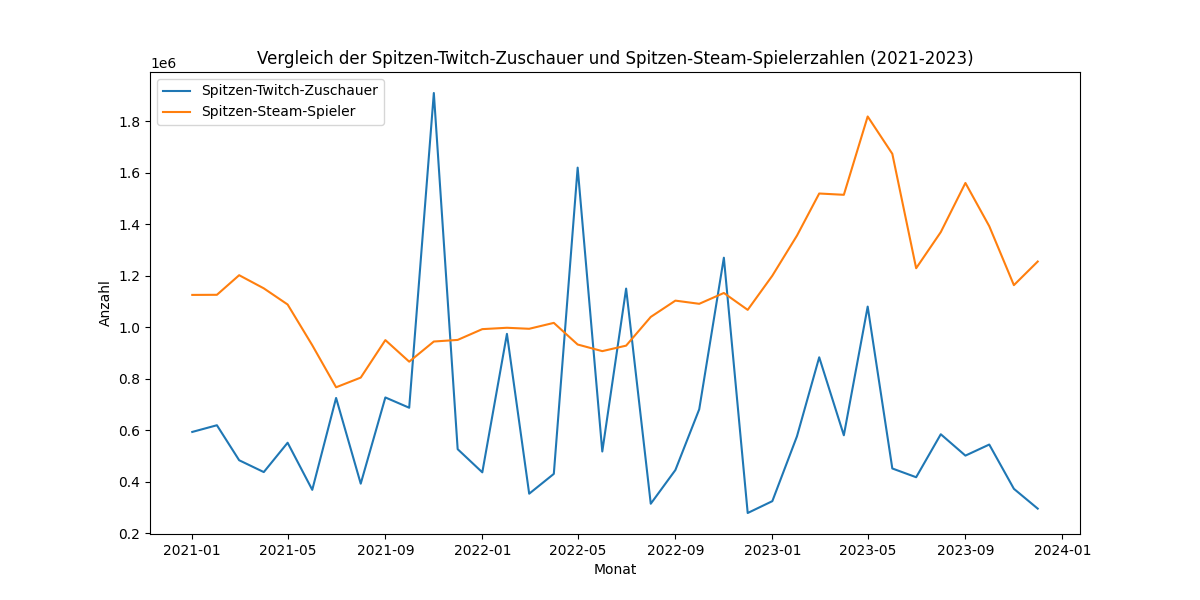 Vergleich der Spitzen-Twitch-Zuschauer und Spitzen-Steam-Spielerzahlen (2021-2023)
1e6
Spitzen-Twitch-Zuschauer
Spitzen-Steam-Spieler
1.8
1.6
1.4
1.2
1.0
0.8
0.6
0.4
0.2
Anzahl
2021-01 2021-05 2021-09 2022-01 2022-05 2022-09 2023-01 2023-05 2023-09 2024-01
Monat